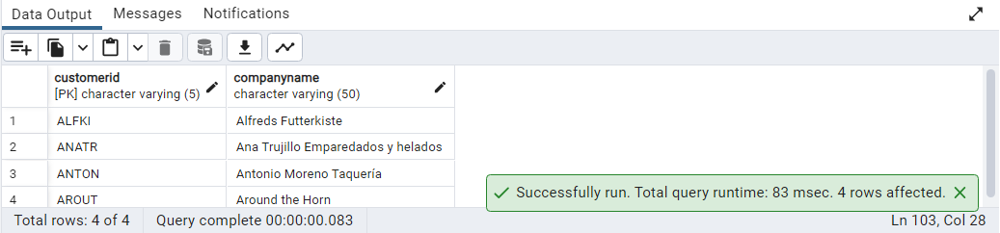 Data Output Messages Notifications
customerid companyname
[PK] character varying (5) character varying (50)
1 ALFKI Alfreds Futterkiste
2 ANATR Ana Trujillo Emparedados y helados
3 ANTON Antonio Moreno Taquería
4 AROUT Around the Horn
Successfully run. Total query runtime: 83 msec. 4 rows affected.
Total rows: 4 of 4 Query complete 00:00:00.083 Ln 103, Col 28